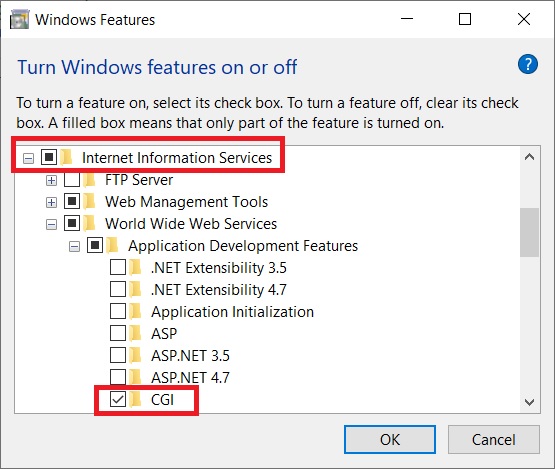 Windows Features
Turn Windows features on or off
?
To turn a feature on, select its check box. To turn a feature off, clear its check
box. A filled box means that only part of the feature is turned on.
Internet Information Services
FTP Server
Web Management Tools
World Wide Web Services
Application Development Features
.NET Extensibility 3.5
.NET Extensibility 4.7
Application Initialization
ASP
ASP.NET 3.5
ASP.NET 4.7
CGI
OK
Cancel